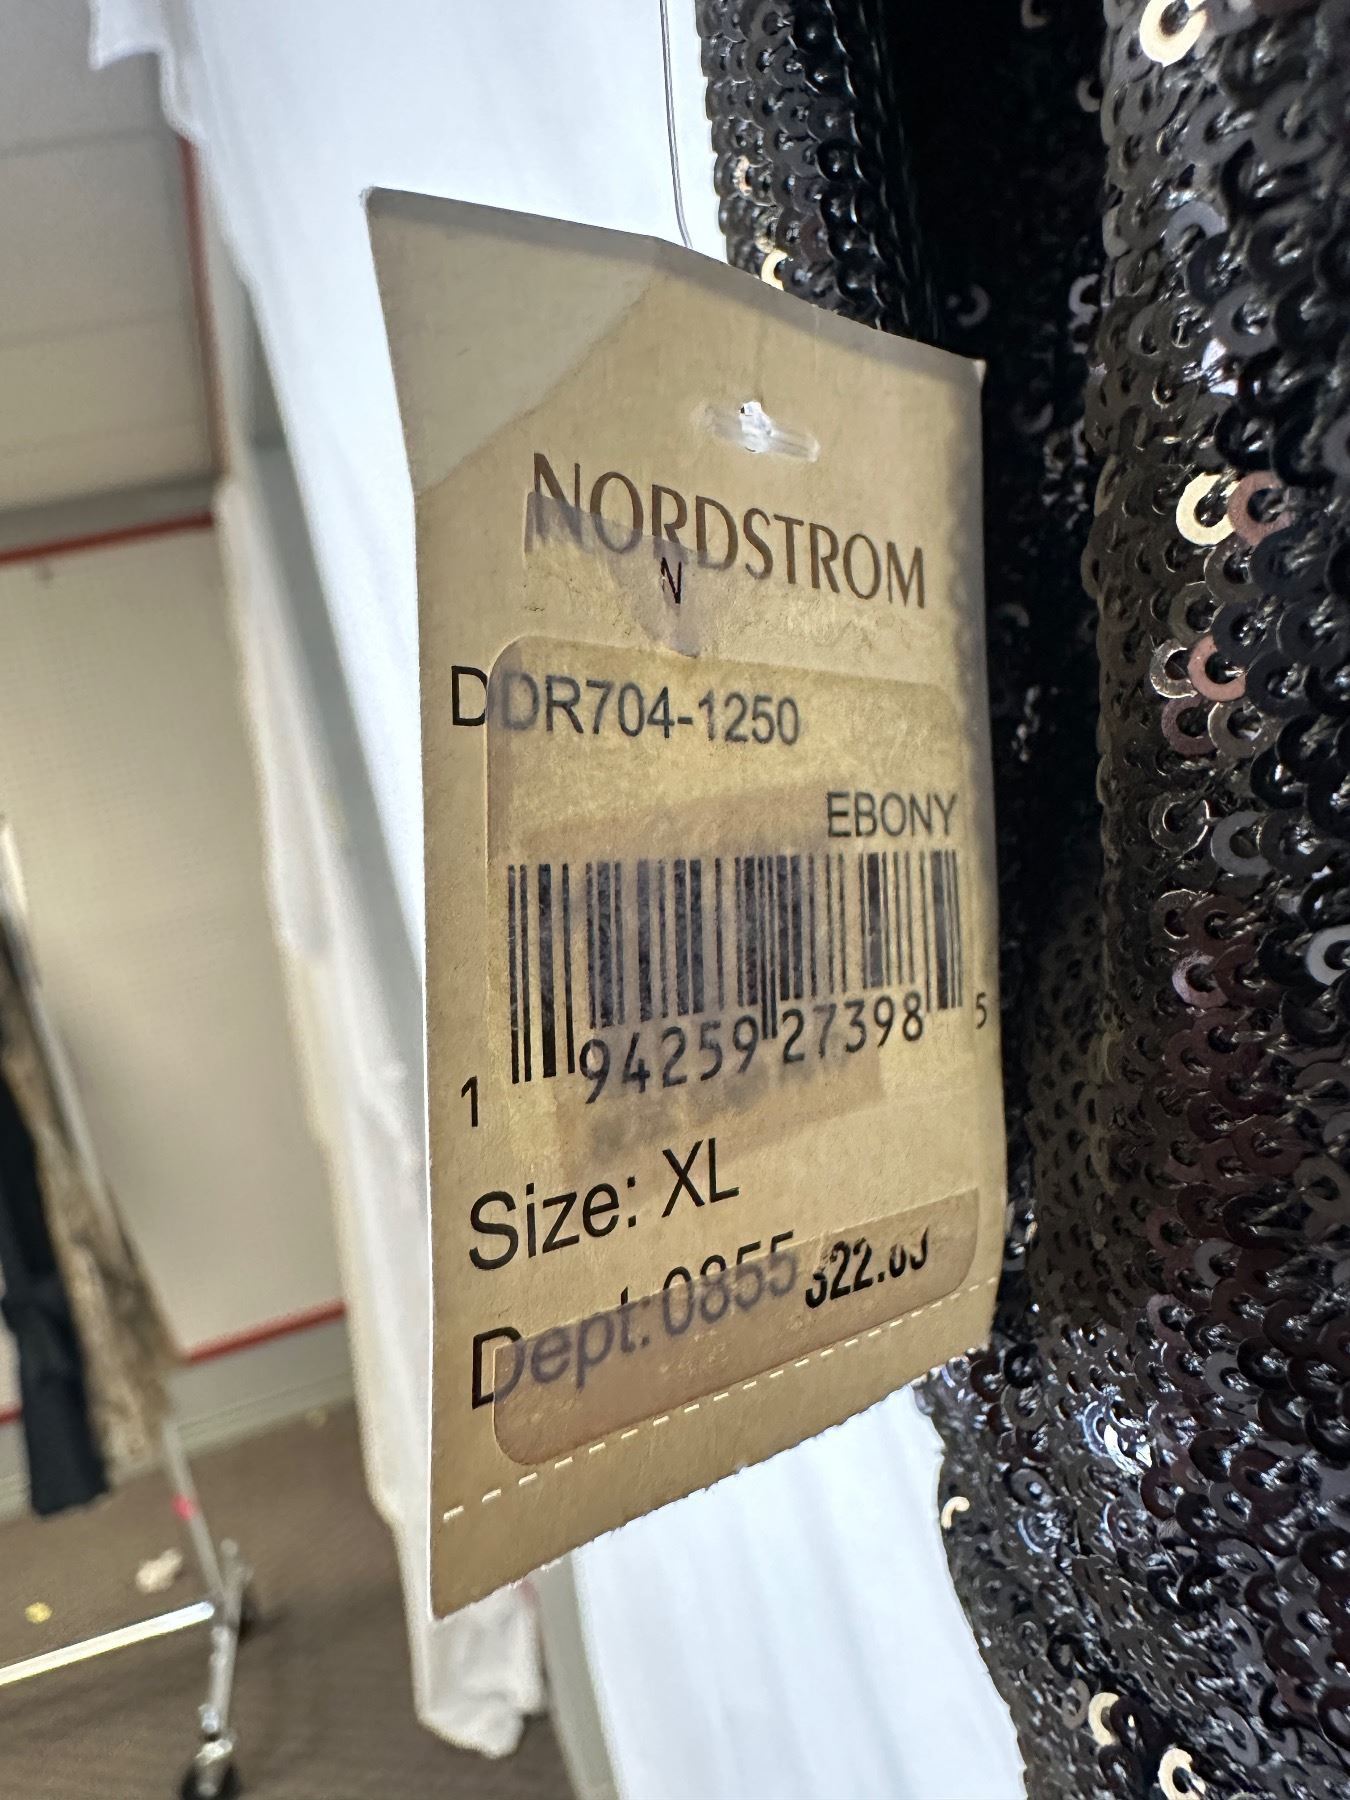 NORDSTROM
N
DDR704-1250
EBONY
1 94259 27398 5
Size: XL
Dept:0855